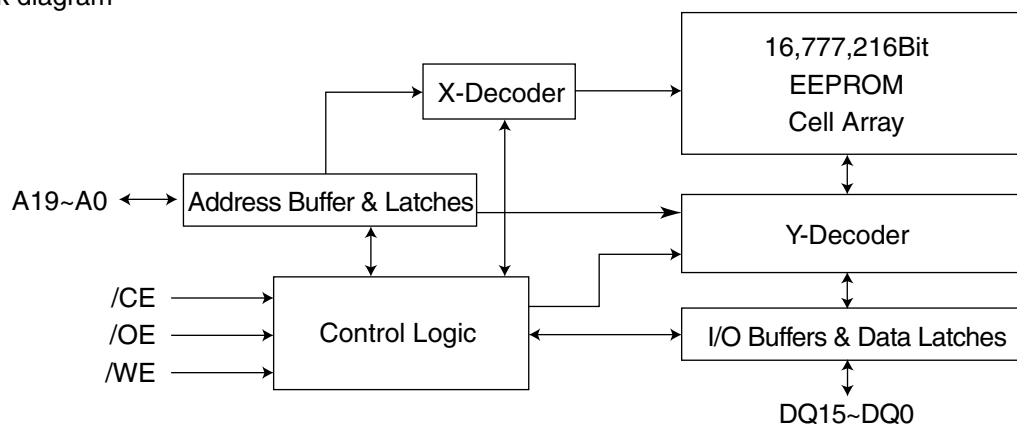 k diagram
16,777,216Bit
EEPROM
Cell Array
X-Decoder
A19~A0
Address Buffer & Latches
Y-Decoder
/CE
/OE
/WE
Control Logic
I/O Buffers & Data Latches
DQ15~DQ0